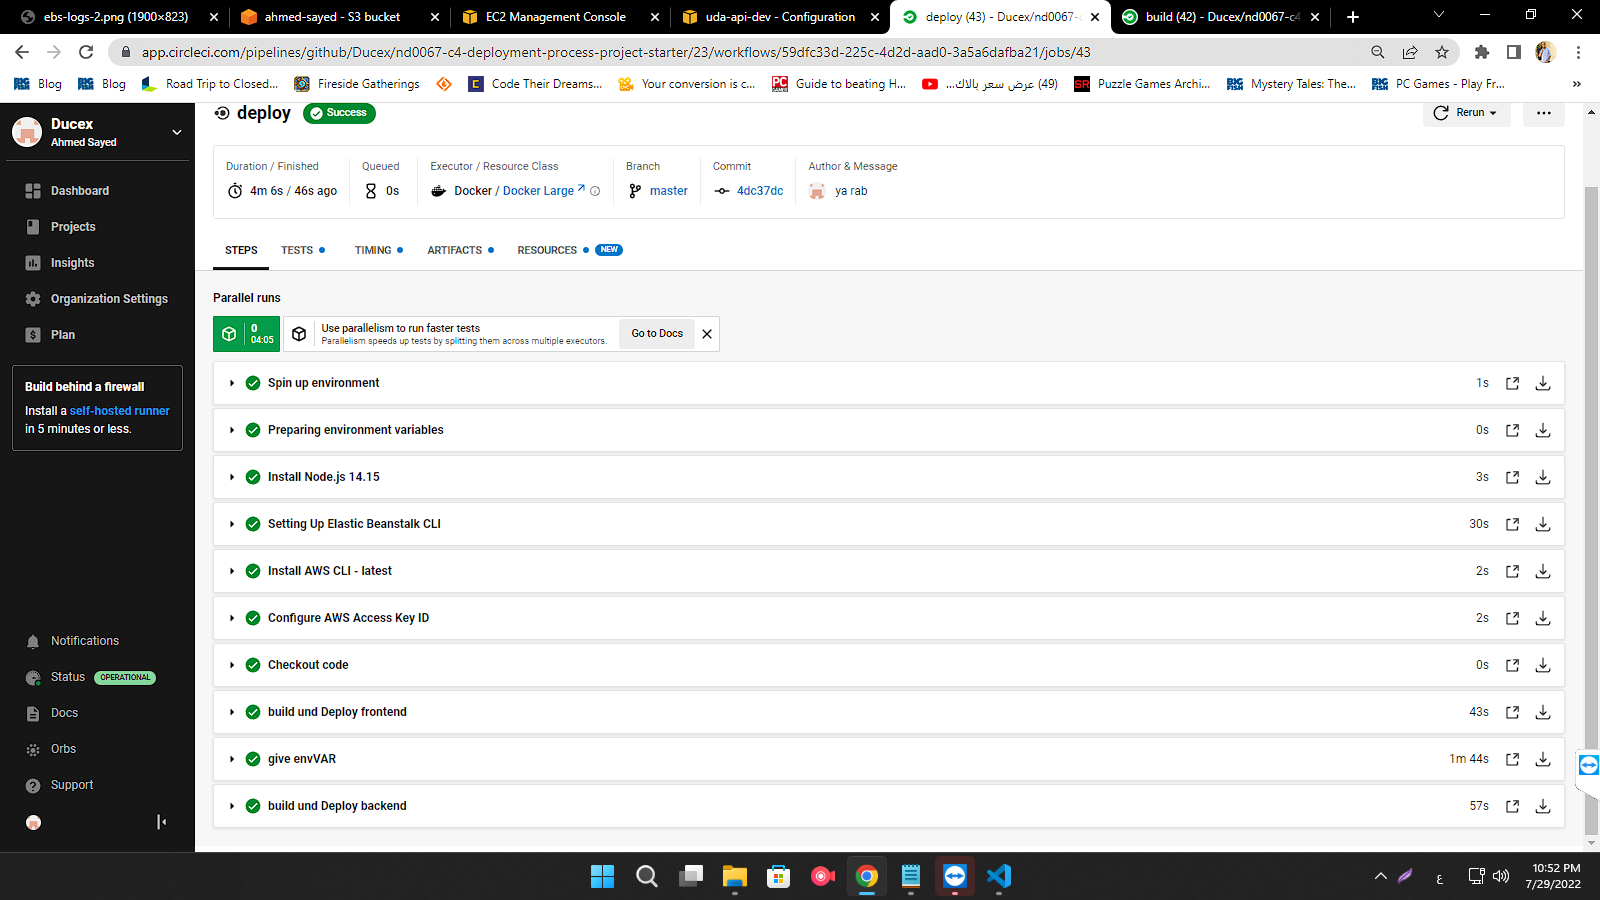 ebs-logs-2.png (1900×823)
ahmed-sayed - S3 bucket
EC2 Management Console
uda-api-dev - Configuration
deploy (43) - Ducex/nd0067-
build (42) - Ducex/nd0067-c4
app.circleci.com/pipelines/github/Ducex/nd0067-c4-deployment-process-project-starter/23/workflows/59dfc33d-225c-4d2d-aad0-3a5a6dafba21/jobs/43
Blog
Blog
Road Trip to Closed...
Fireside Gatherings
Code Their Dreams...
Your conversion is c...
Guide to beating H...
(49) عرض سعر بالاك...
Puzzle Games Archi...
Mystery Tales: The...
PC Games - Play Fr...
»
Ducex
Ahmed Sayed
Dashboard
Projects
Insights
Organization Settings
Plan
Build behind a firewall
Install a self-hosted runner
in 5 minutes or less.
Notifications
Status OPERATIONAL
Docs
Orbs
Support
deploy Success
Rerun
Duration / Finished
4m 6s / 46s ago
Queued
0s
Executor / Resource Class
Docker / Docker Large
Branch
master
Commit
4dc37dc
Author & Message
ya rab
STEPS
TESTS
TIMING
ARTIFACTS
RESOURCES NEW
Parallel runs
0
04:05
Use parallelism to run faster tests
Parallelism speeds up tests by splitting them across multiple executors.
Go to Docs
Spin up environment 1s
Preparing environment variables 0s
Install Node.js 14.15 3s
Setting Up Elastic Beanstalk CLI 30s
Install AWS CLI - latest 2s
Configure AWS Access Key ID 2s
Checkout code 0s
build und Deploy frontend 43s
give envVAR 1m 44s
build und Deploy backend 57s
ع
10:52 PM
7/29/2022